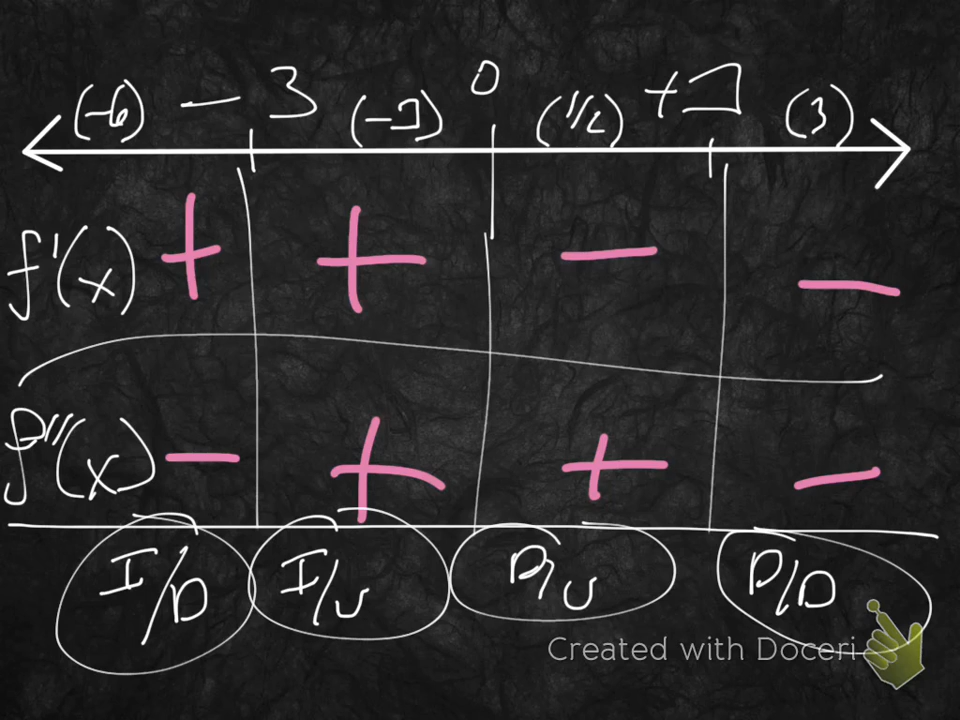 (-6) -3 (-1) 0 (1/2) +1 (3)
f'(x) + + - -
f''(x) - + + -
I/D I/U D/U D/D
Created with Doceri